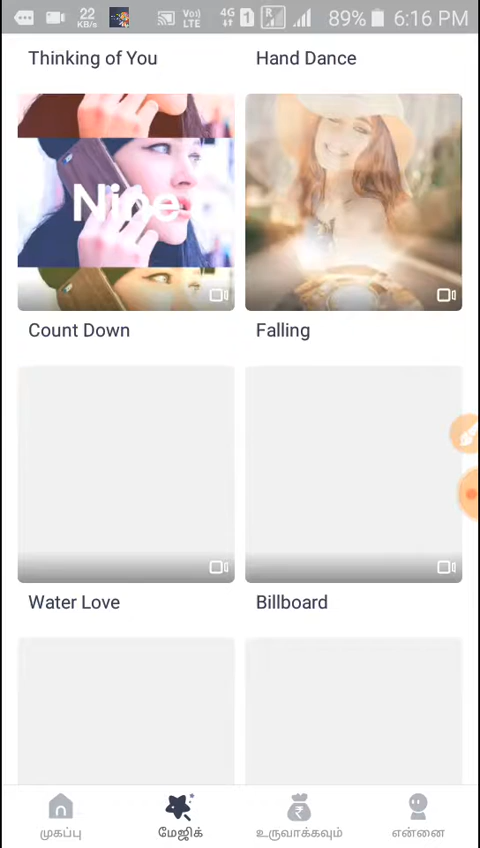 22 KB/s Vo)) LTE 4G 1 R 89% 6:16 PM
Thinking of You Hand Dance
Nine
Count Down Falling
Water Love Billboard
முகப்பு மேஜிக் உருவாக்கவும் என்னை